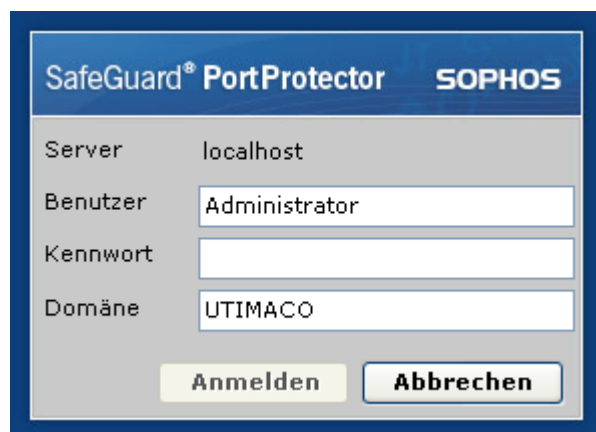 SafeGuard® PortProtector SOPHOS
Server localhost
Benutzer Administrator
Kennwort
Domäne UTIMACO
Anmelden Abbrechen